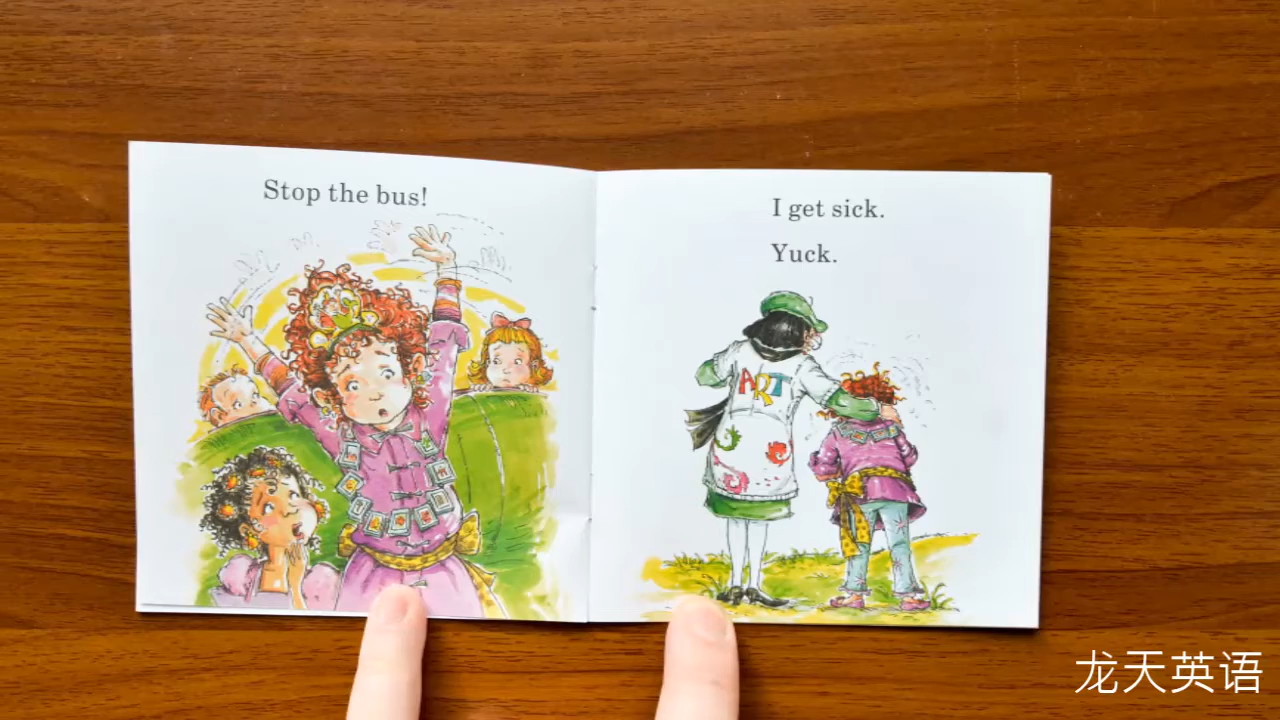 Stop the bus!
I get sick.
Yuck.
ART
龙天英语